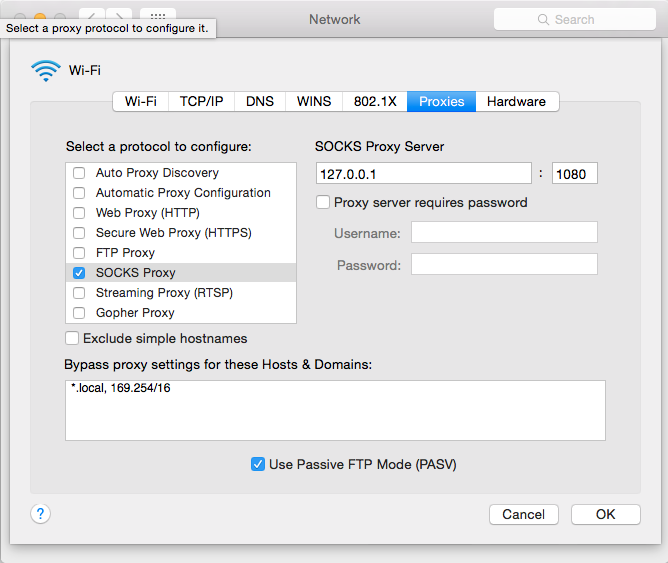 Select a proxy protocol to configure it.
Network
Search
Wi-Fi
Wi-Fi TCP/IP DNS WINS 802.1X Proxies Hardware
Select a protocol to configure:
Auto Proxy Discovery
Automatic Proxy Configuration
Web Proxy (HTTP)
Secure Web Proxy (HTTPS)
FTP Proxy
SOCKS Proxy
Streaming Proxy (RTSP)
Gopher Proxy
Exclude simple hostnames
SOCKS Proxy Server
127.0.0.1 : 1080
Proxy server requires password
Username:
Password:
Bypass proxy settings for these Hosts & Domains:
*.local, 169.254/16
Use Passive FTP Mode (PASV)
? Cancel OK